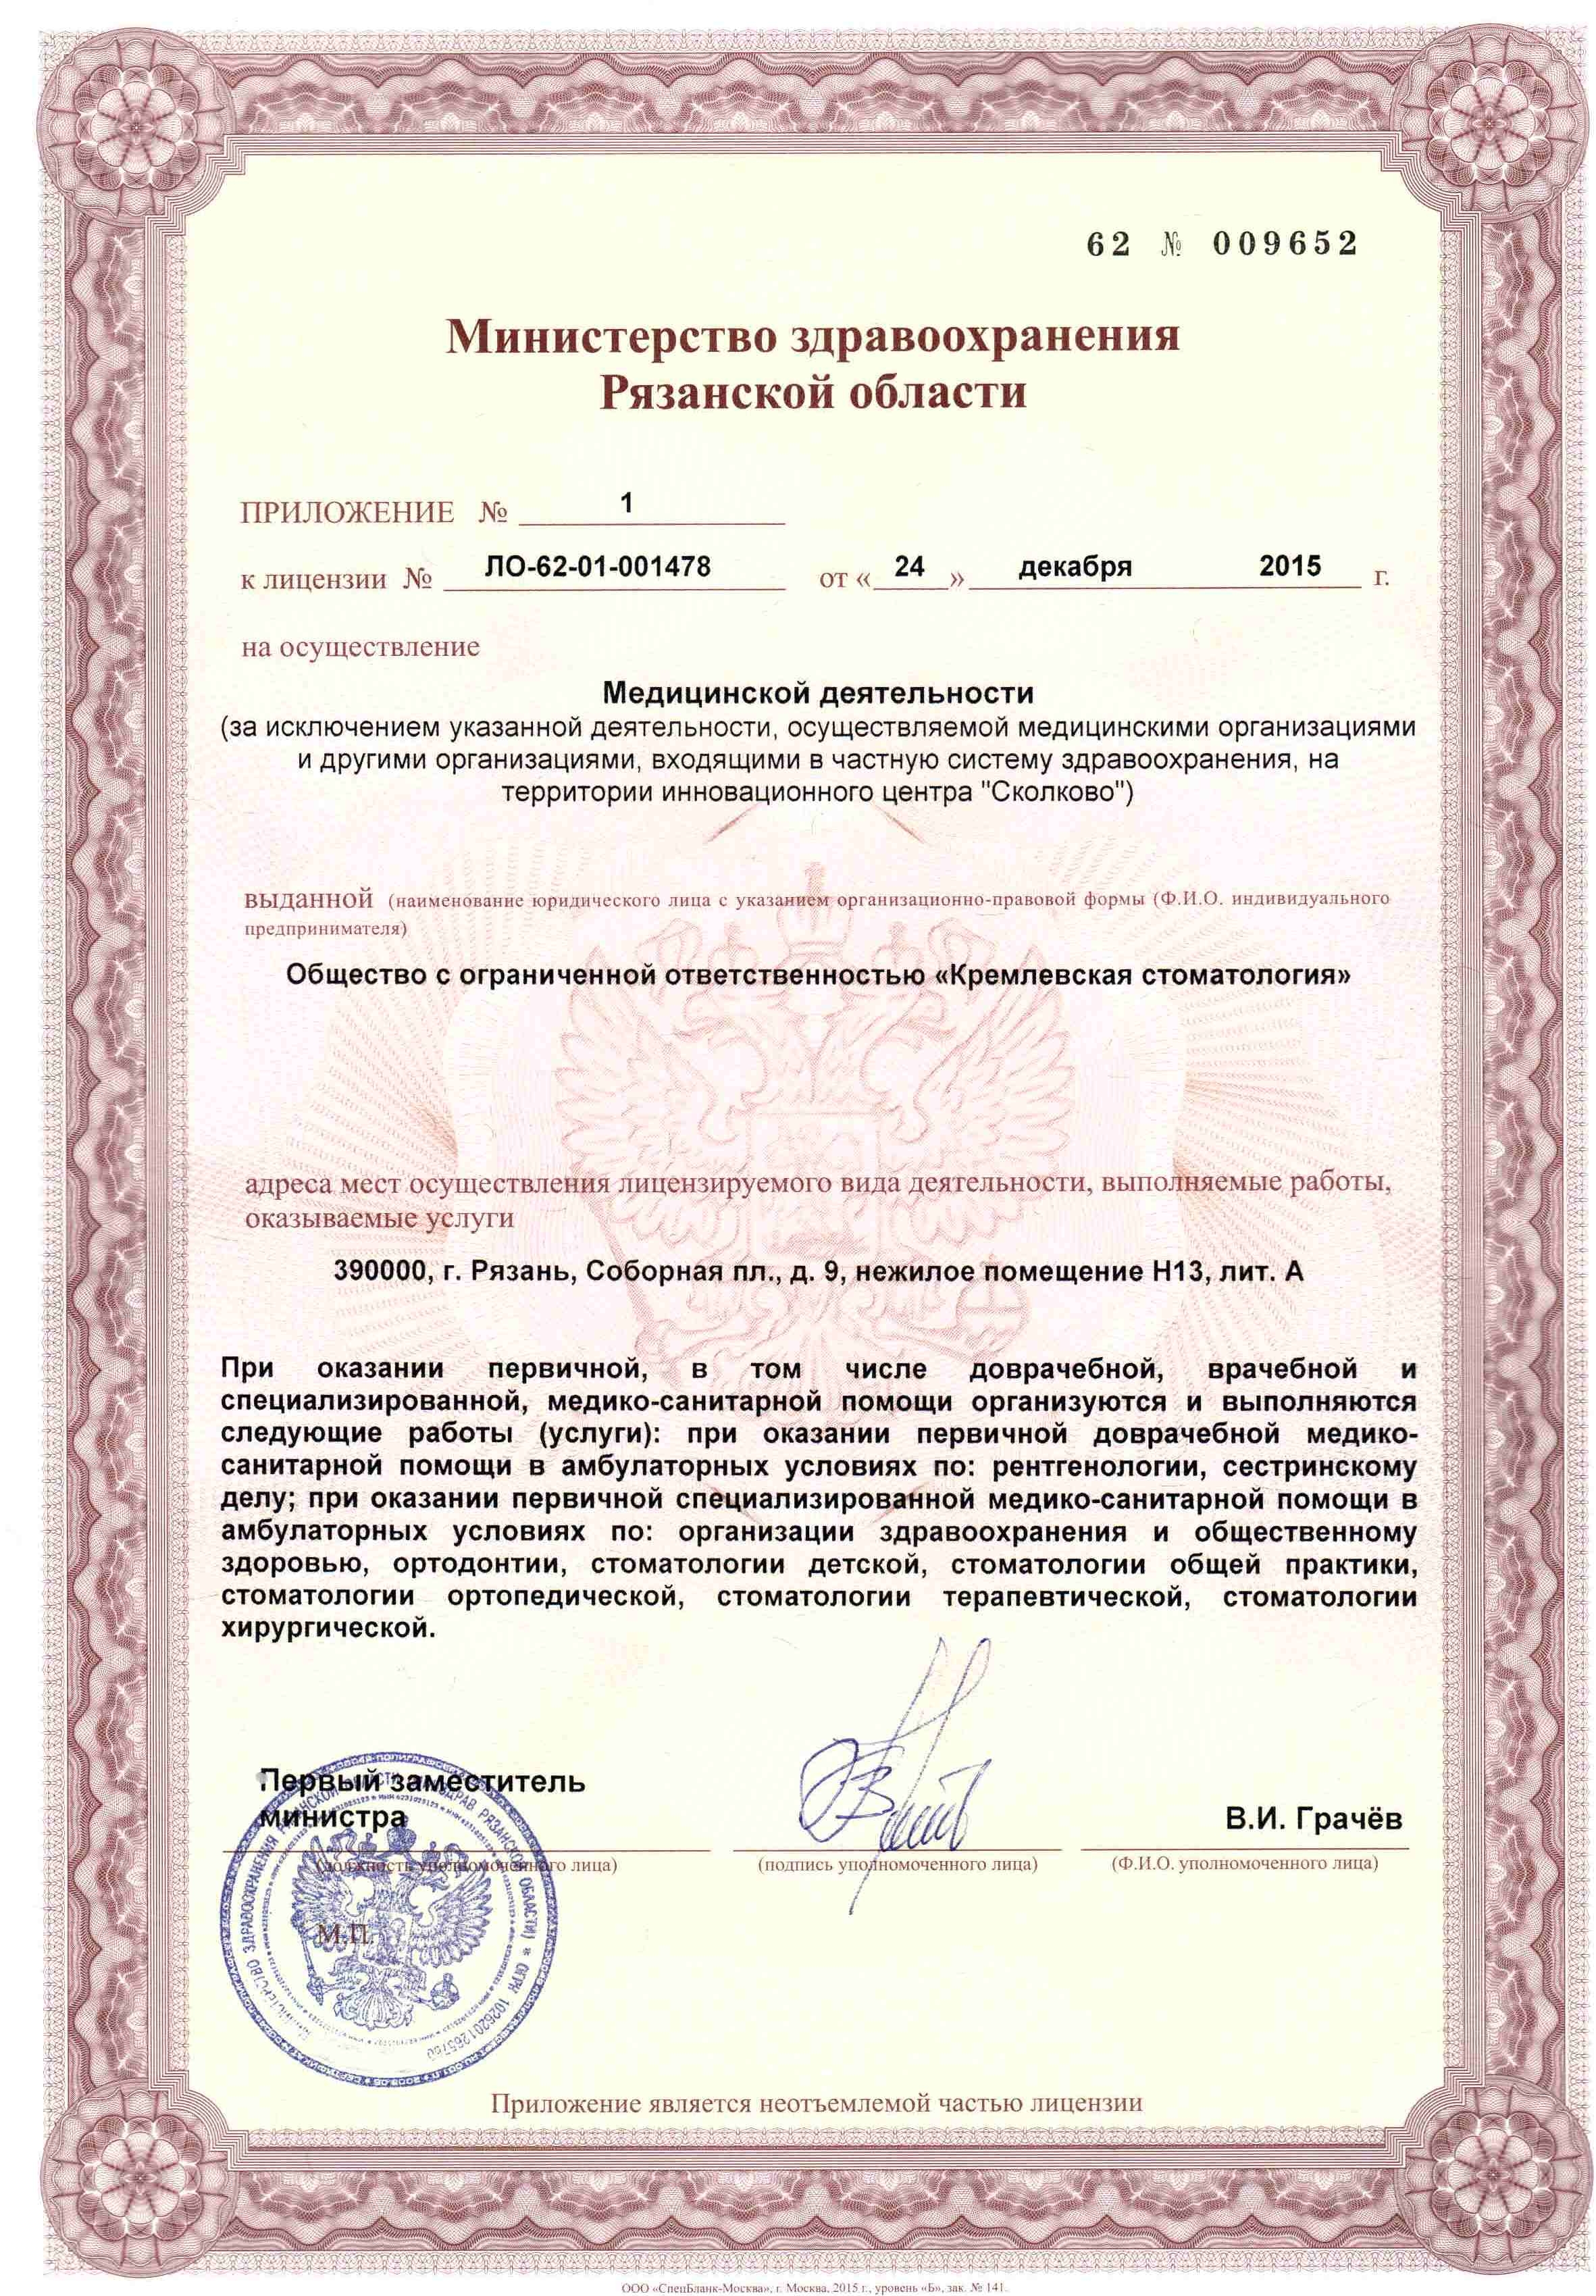 62 № 009652
Министерство здравоохранения
Рязанской области
ПРИЛОЖЕНИЕ № 1
к лицензии № ЛО-62-01-001478 от « 24 » декабря 2015 г.
на осуществление
Медицинской деятельности
(за исключением указанной деятельности, осуществляемой медицинскими организациями
и другими организациями, входящими в частную систему здравоохранения, на
территории инновационного центра "Сколково")
выданной (наименование юридического лица с указанием организационно-правовой формы (Ф.И.О. индивидуального
предпринимателя)
Общество с ограниченной ответственностью «Кремлевская стоматология»
адреса мест осуществления лицензируемого вида деятельности, выполняемые работы,
оказываемые услуги
390000, г. Рязань, Соборная пл., д. 9, нежилое помещение Н13, лит. А
При оказании первичной, в том числе доврачебной, врачебной и
специализированной, медико-санитарной помощи организуются и выполняются
следующие работы (услуги): при оказании первичной доврачебной медико-
санитарной помощи в амбулаторных условиях по: рентгенологии, сестринскому
делу; при оказании первичной специализированной медико-санитарной помощи в
амбулаторных условиях по: организации здравоохранения и общественному
здоровью, ортодонтии, стоматологии детской, стоматологии общей практики,
стоматологии ортопедической, стоматологии терапевтической, стоматологии
хирургической.
Первый заместитель
министра
В.И. Грачёв
(должность уполномоченного лица)
(подпись уполномоченного лица)
(Ф.И.О. уполномоченного лица)
М.П.
Приложение является неотъемлемой частью лицензии
ООО «СпецБланк-Москва», г. Москва, 2015 г., уровень «Б», зак. № 141.